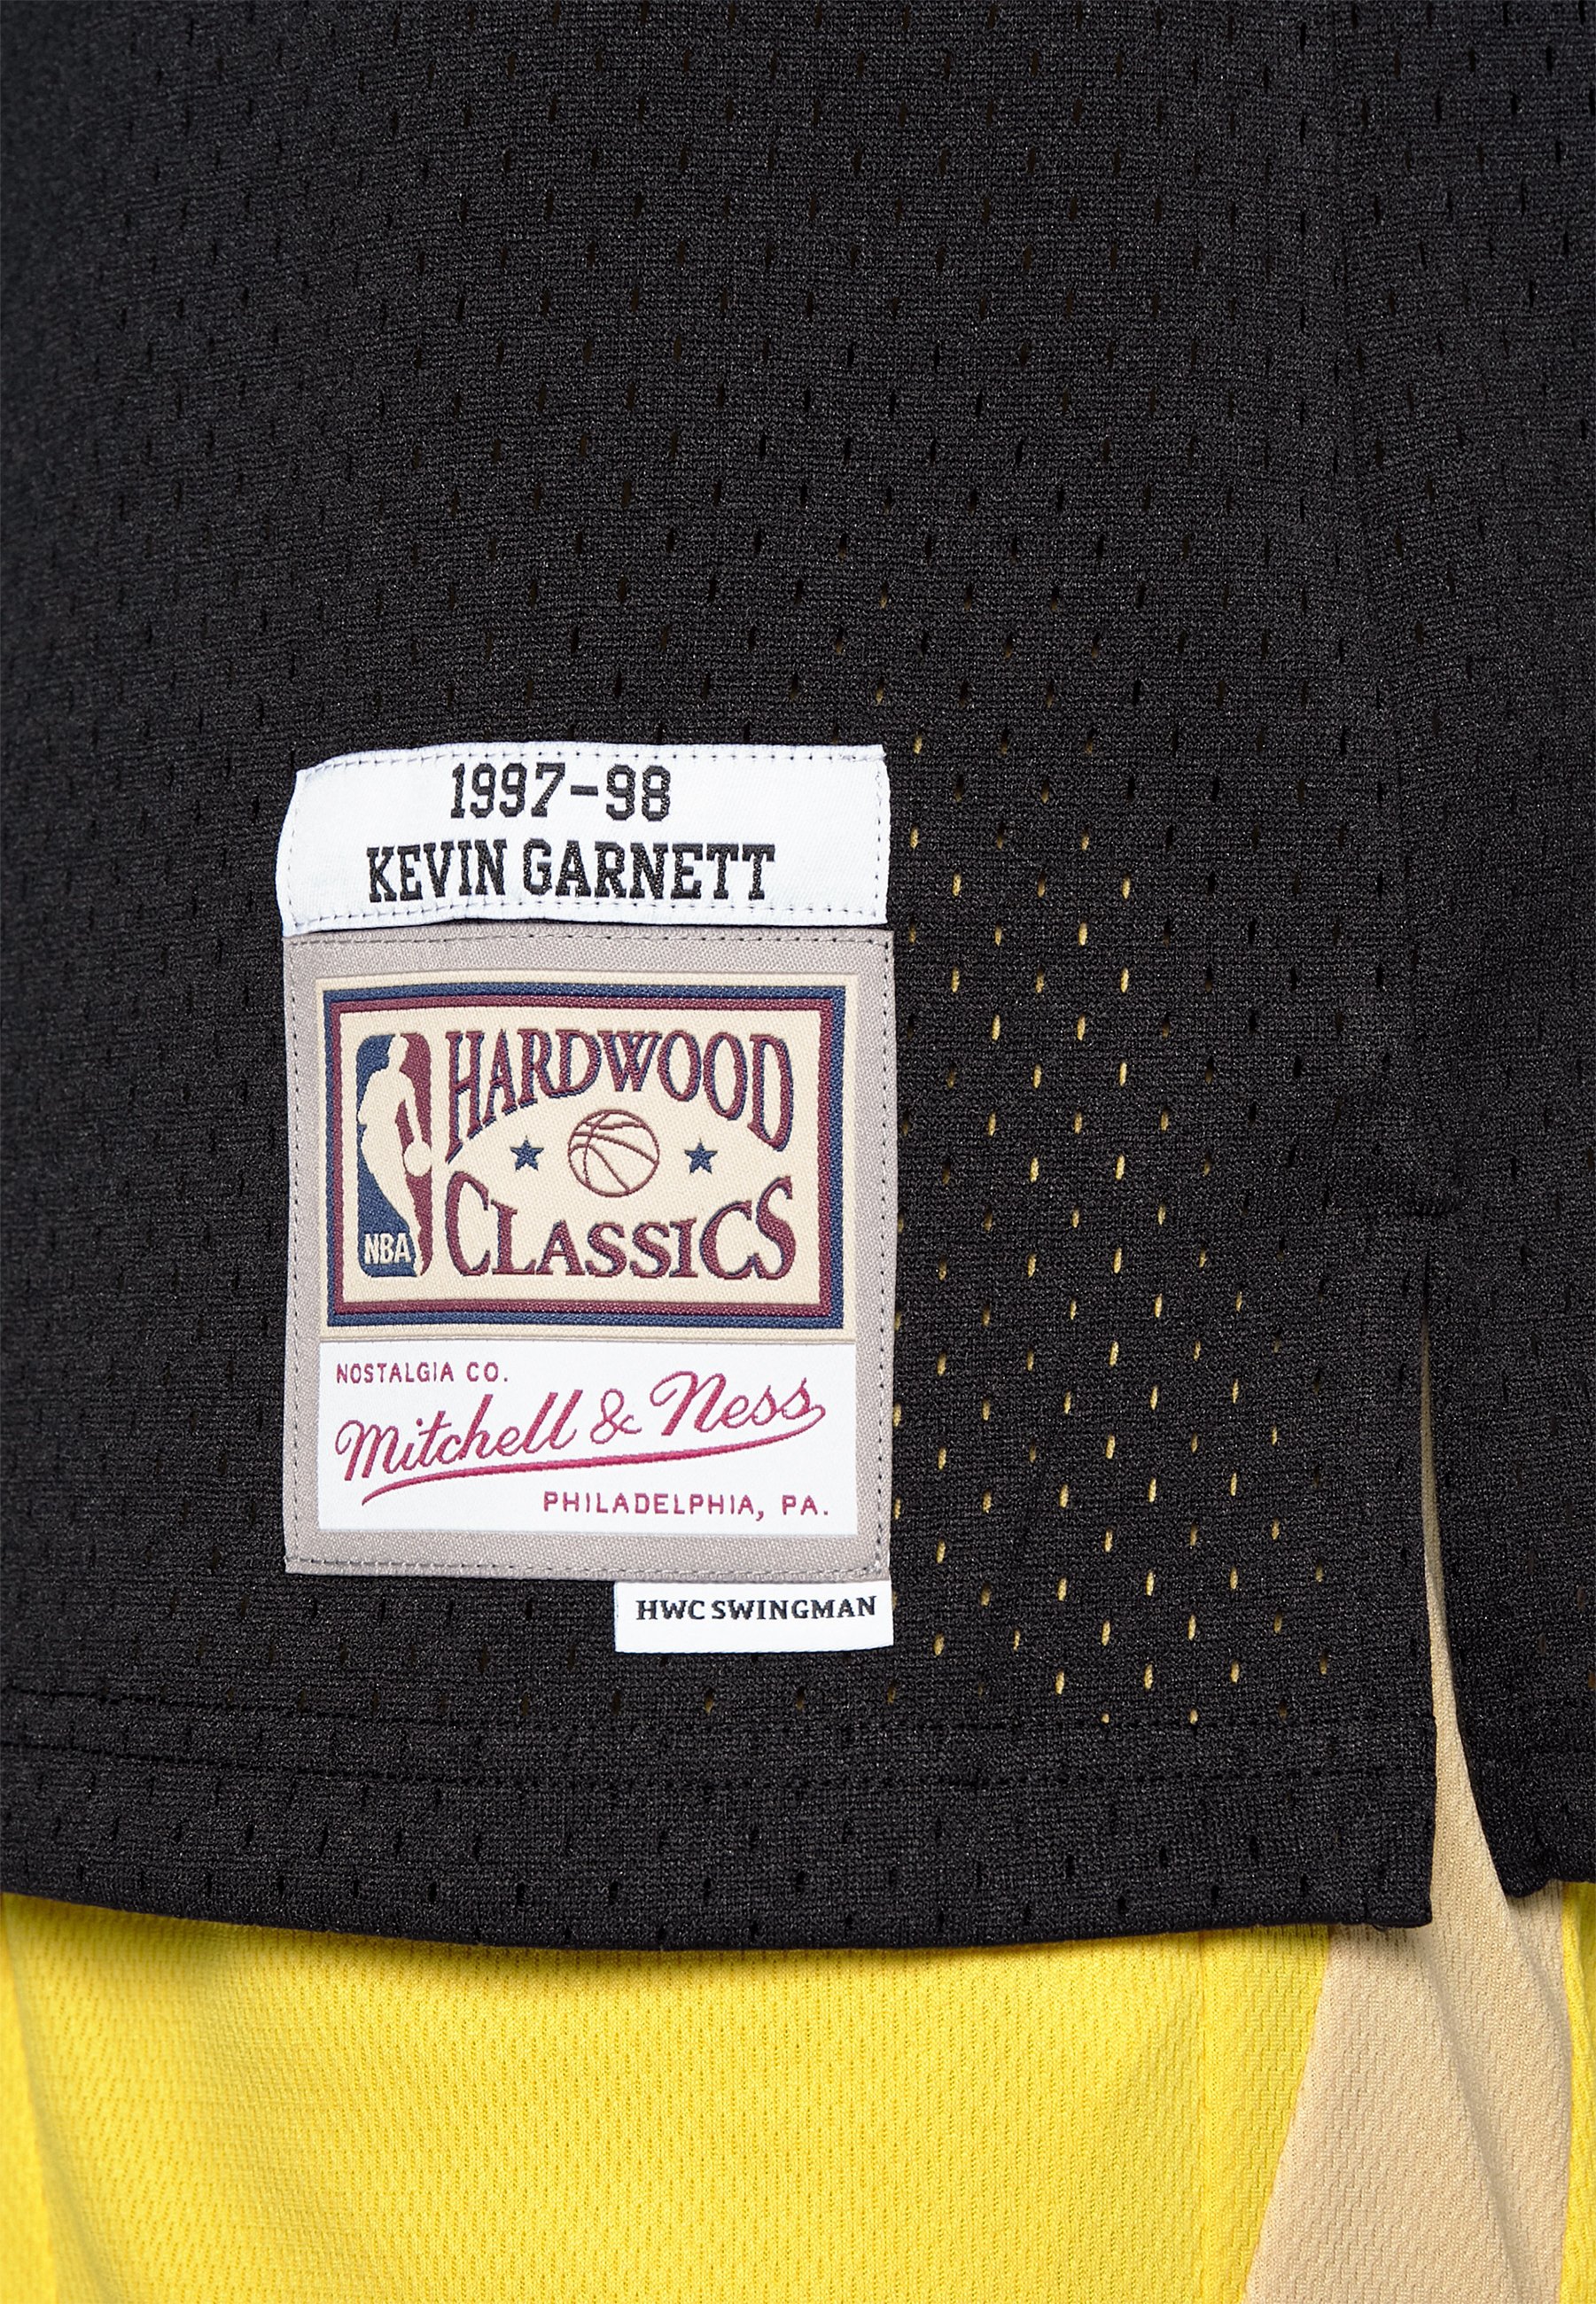 1997-98
KEVIN GARNETT
HARDWOOD
CLASSICS
NBA
NOSTALGIA CO.
Mitchell & Ness
PHILADELPHIA, PA.
HWC SWINGMAN